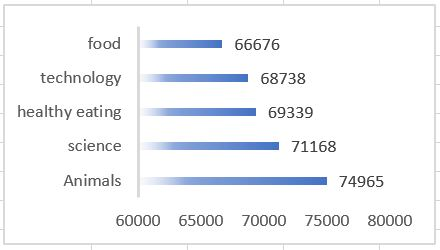 food 66676
technology 68738
healthy eating 69339
science 71168
Animals 74965
60000 65000 70000 75000 80000